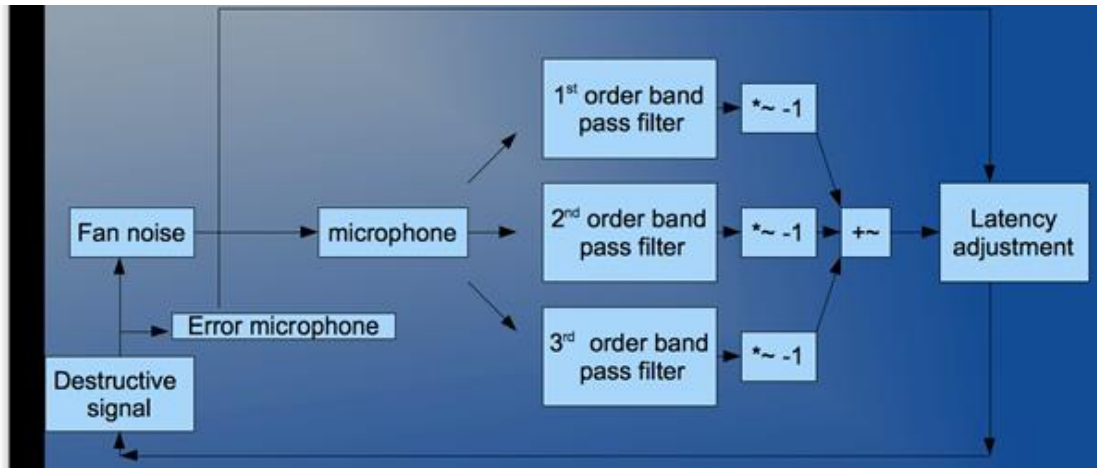 1st order band
pass filter
*~ -1
Fan noise
microphone
2nd order band
pass filter
*~ -1
+~
Latency
adjustment
Error microphone
3rd order band
pass filter
*~ -1
Destructive
signal